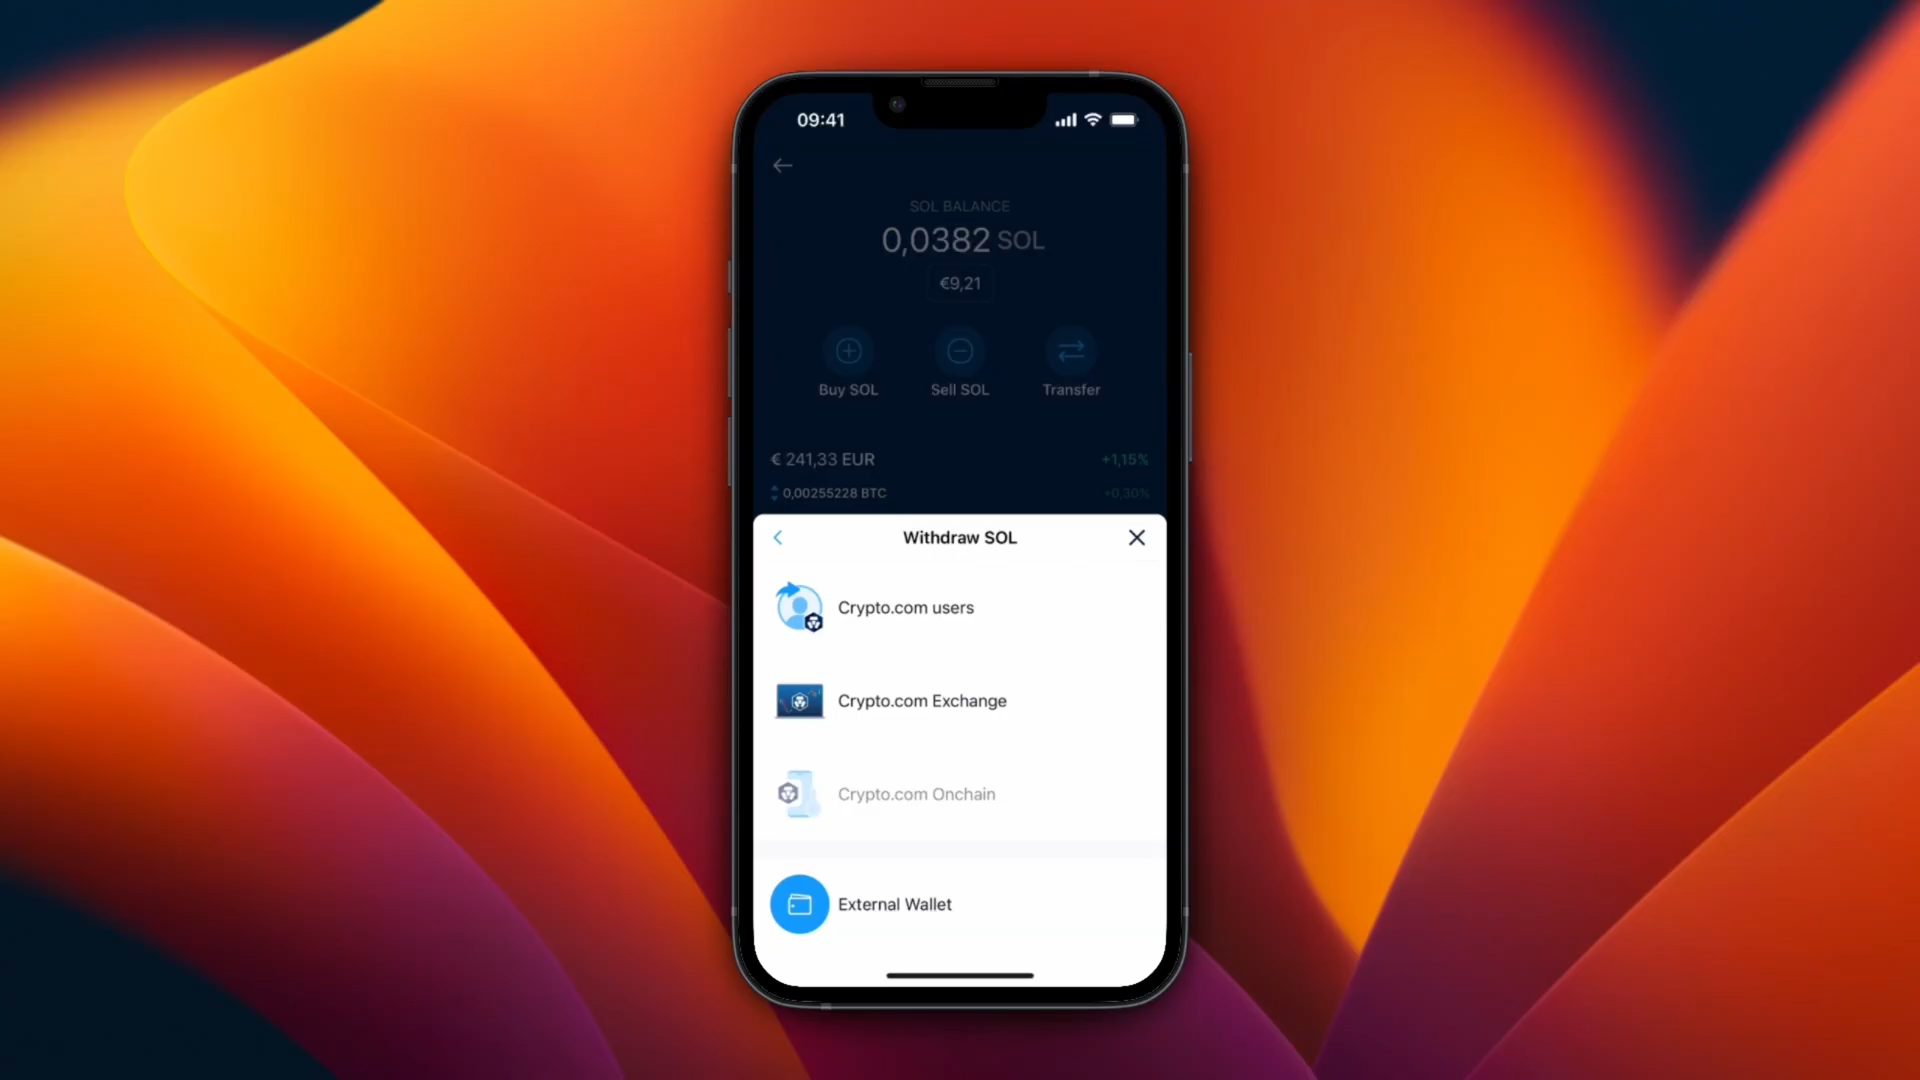 09:41
SOL BALANCE
0,0382 SOL
€9,21
Buy SOL
Sell SOL
Transfer
€ 241,33 EUR
+1,15%
0,00255228 BTC
+0,30%
Withdraw SOL
Crypto.com users
Crypto.com Exchange
Crypto.com Onchain
External Wallet